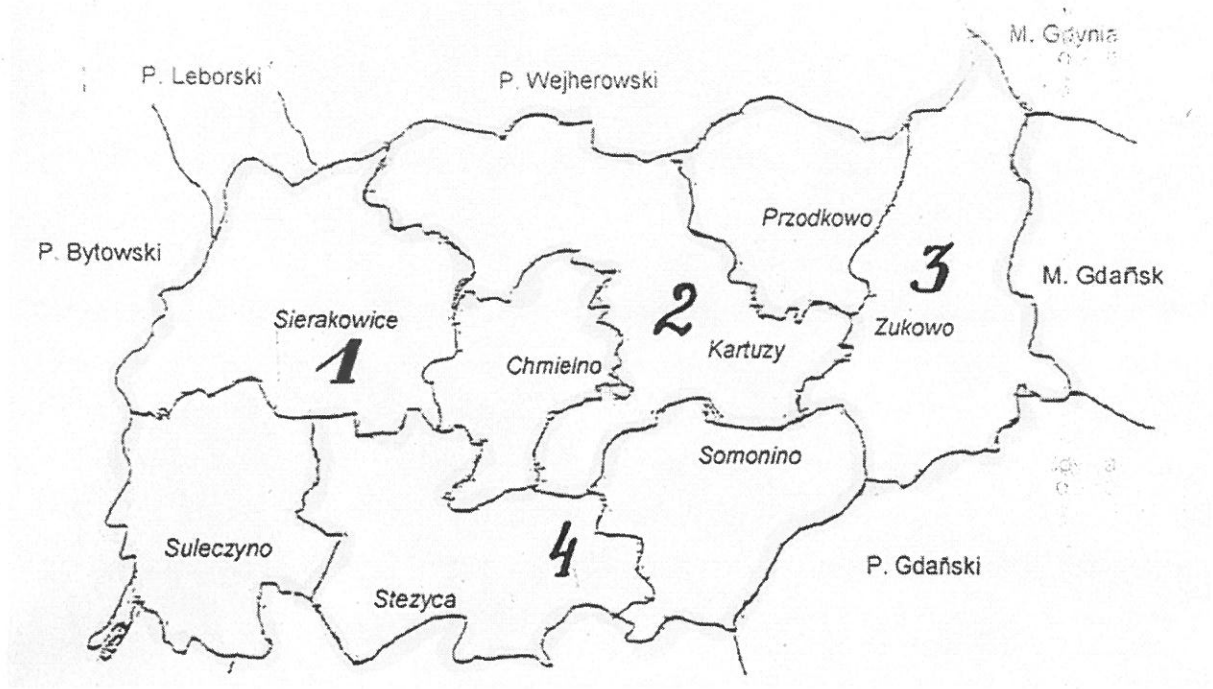 M. Gdynia
P. Leborski
P. Wejherowski
Przodkowo
P. Bytowski
3
M. Gdańsk
2
Sierakowice
Zukowo
1
Chmielno
Kartuzy
Somonino
Suleczyno
4
P. Gdański
Stezyca